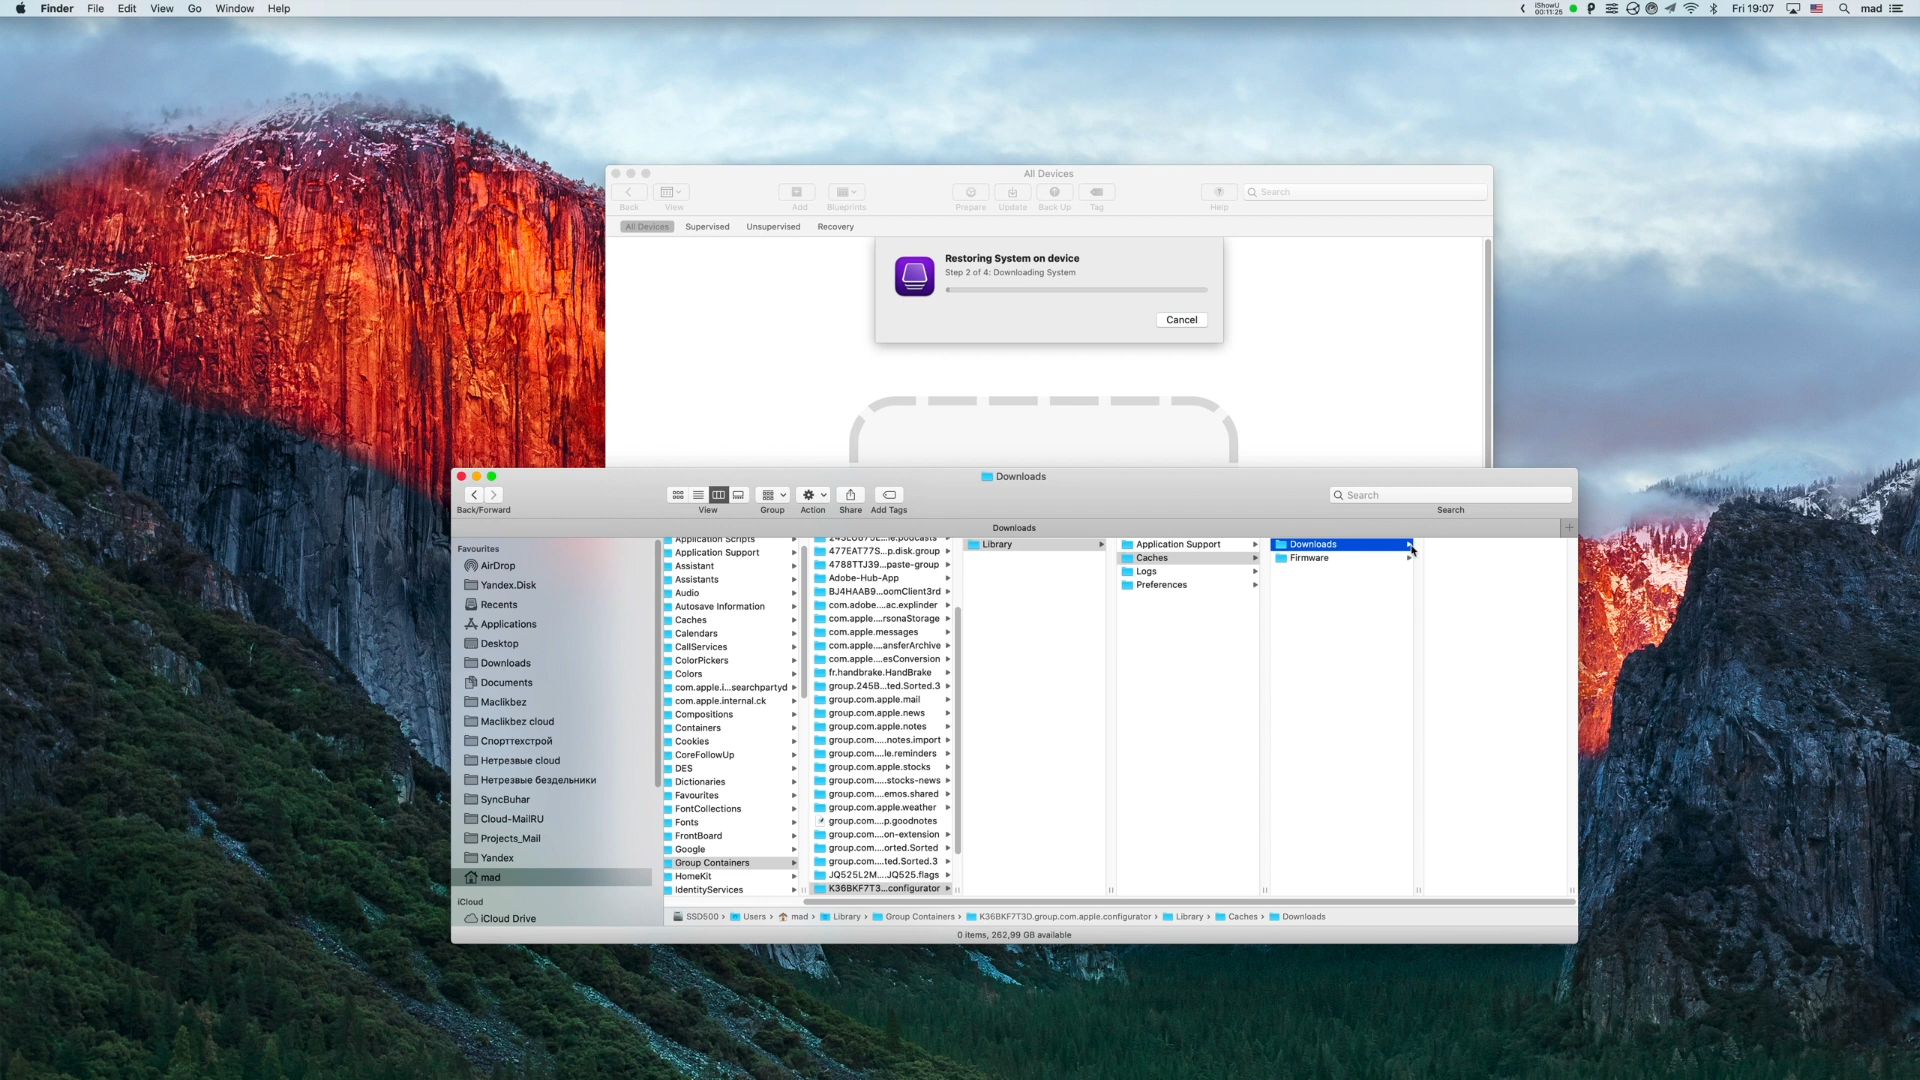 Finder File Edit View Go Window Help
iShowU
00:11:25
Fri 19:07 mad
All Devices
Search
Back View Add Blueprints Prepare Update Back Up Tag Help
All Devices Supervised Unsupervised Recovery
Restoring System on device
Step 2 of 4: Downloading System
Cancel
Downloads
Search
Back/Forward View Group Action Share Add Tags Search
Downloads
Favourites
AirDrop
Yandex.Disk
Recents
Applications
Desktop
Downloads
Documents
Maclikbez
Maclikbez cloud
Спорттехстрой
Нетрезвые cloud
Нетрезвые бездельники
SyncBuhar
Cloud-MailRU
Projects_Mail
Yandex
mad
iCloud
iCloud Drive
Application Scripts
Application Support
Assistant
Assistants
Audio
Autosave Information
Caches
Calendars
CallServices
ColorPickers
Colors
com.apple.i...searchpartyd
com.apple.internal.ck
Compositions
Containers
Cookies
CoreFollowUp
DES
Dictionaries
Favourites
FontCollections
Fonts
FrontBoard
Google
Group Containers
HomeKit
IdentityServices
477EAT77S...p.disk.group
4788TTJ39...paste-group
Adobe-Hub-App
BJ4HAAB9...oomClient3rd
com.adobe....ac.explinder
com.apple....rsonaStorage
com.apple.messages
com.apple....ansferArchive
com.apple....esConversion
fr.handbrake.HandBrake
group.245B...ted.Sorted.3
group.com.apple.mail
group.com.apple.news
group.com.apple.notes
group.com.....notes.import
group.com....le.reminders
group.com.apple.stocks
group.com.....stocks-news
group.com....emos.shared
group.com.apple.weather
group.com....p.goodnotes
group.com....on-extension
group.com....orted.Sorted
group.com....ted.Sorted.3
JQ525L2M....JQ525.flags
K36BKF7T3...configurator
Library
Application Support
Caches
Logs
Preferences
Downloads
Firmware
SSD500 › Users › mad › Library › Group Containers › K36BKF7T3D.group.com.apple.configurator › Library › Caches › Downloads
0 items, 262,99 GB available